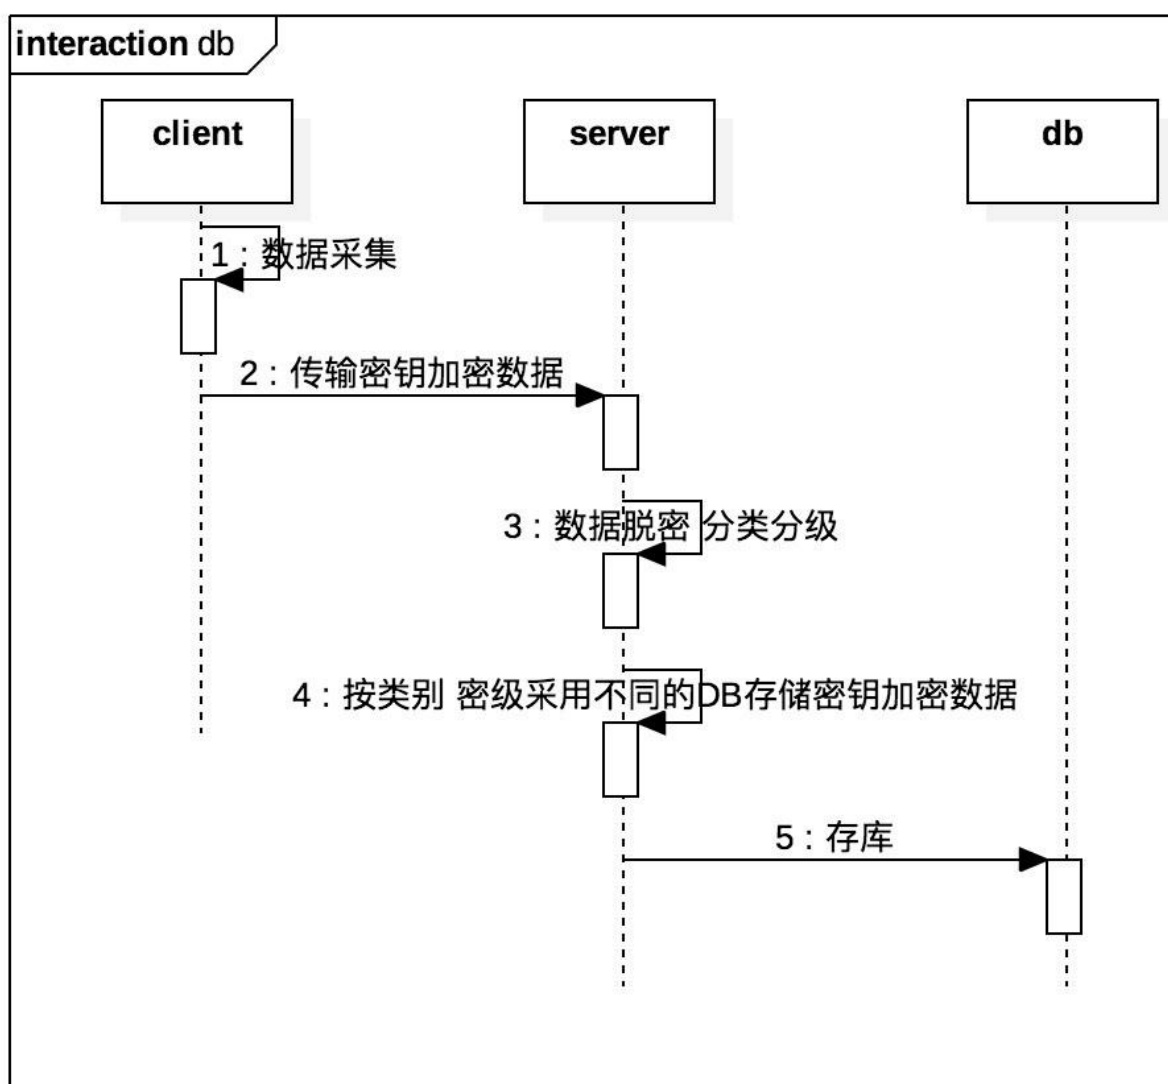 interaction db
client
server
db
1 : 数据采集
2 : 传输密钥加密数据
3 : 数据脱密 分类分级
4 : 按类别 密级采用不同的DB存储密钥加密数据
5 : 存库